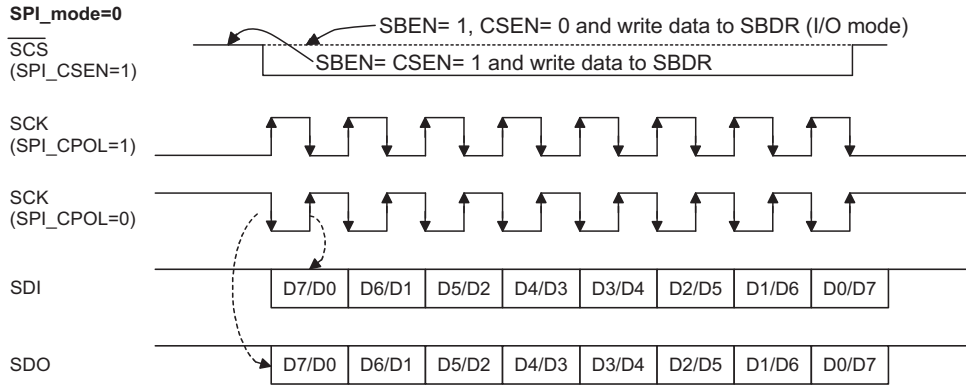 SPI_mode=0
SBEN= 1, CSEN= 0 and write data to SBDR (I/O mode)
SCS
(SPI_CSEN=1)
SBEN= CSEN= 1 and write data to SBDR
SCK
(SPI_CPOL=1)
SCK
(SPI_CPOL=0)
SDI D7/D0 D6/D1 D5/D2 D4/D3 D3/D4 D2/D5 D1/D6 D0/D7
SDO D7/D0 D6/D1 D5/D2 D4/D3 D3/D4 D2/D5 D1/D6 D0/D7